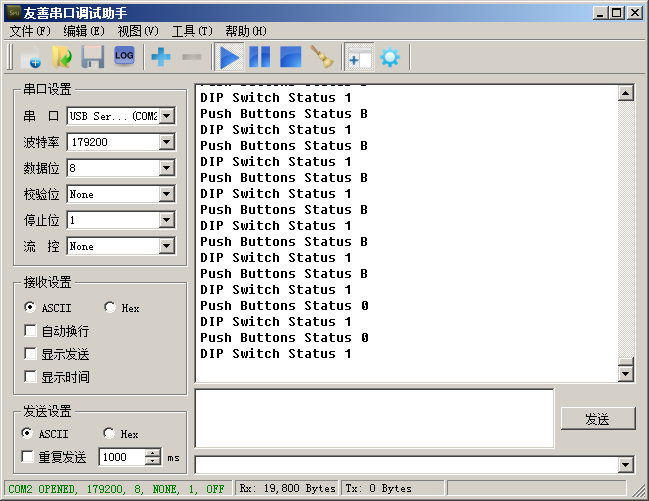 友善串口调试助手
文件(F) 编辑(E) 视图(V) 工具(T) 帮助(H)
LOG
串口设置
串 口 USB Ser...(COM2
波特率 179200
数据位 8
校验位 None
停止位 1
流 控 None
接收设置
ASCII Hex
自动换行
显示发送
显示时间
发送设置
ASCII Hex
重复发送 1000 ms
DIP Switch Status 1
Push Buttons Status B
DIP Switch Status 1
Push Buttons Status B
DIP Switch Status 1
Push Buttons Status B
DIP Switch Status 1
Push Buttons Status B
DIP Switch Status 1
Push Buttons Status B
DIP Switch Status 1
Push Buttons Status B
DIP Switch Status 1
Push Buttons Status 0
DIP Switch Status 1
Push Buttons Status 0
DIP Switch Status 1
发送
COM2 OPENED, 179200, 8, NONE, 1, OFF Rx: 19,800 Bytes Tx: 0 Bytes